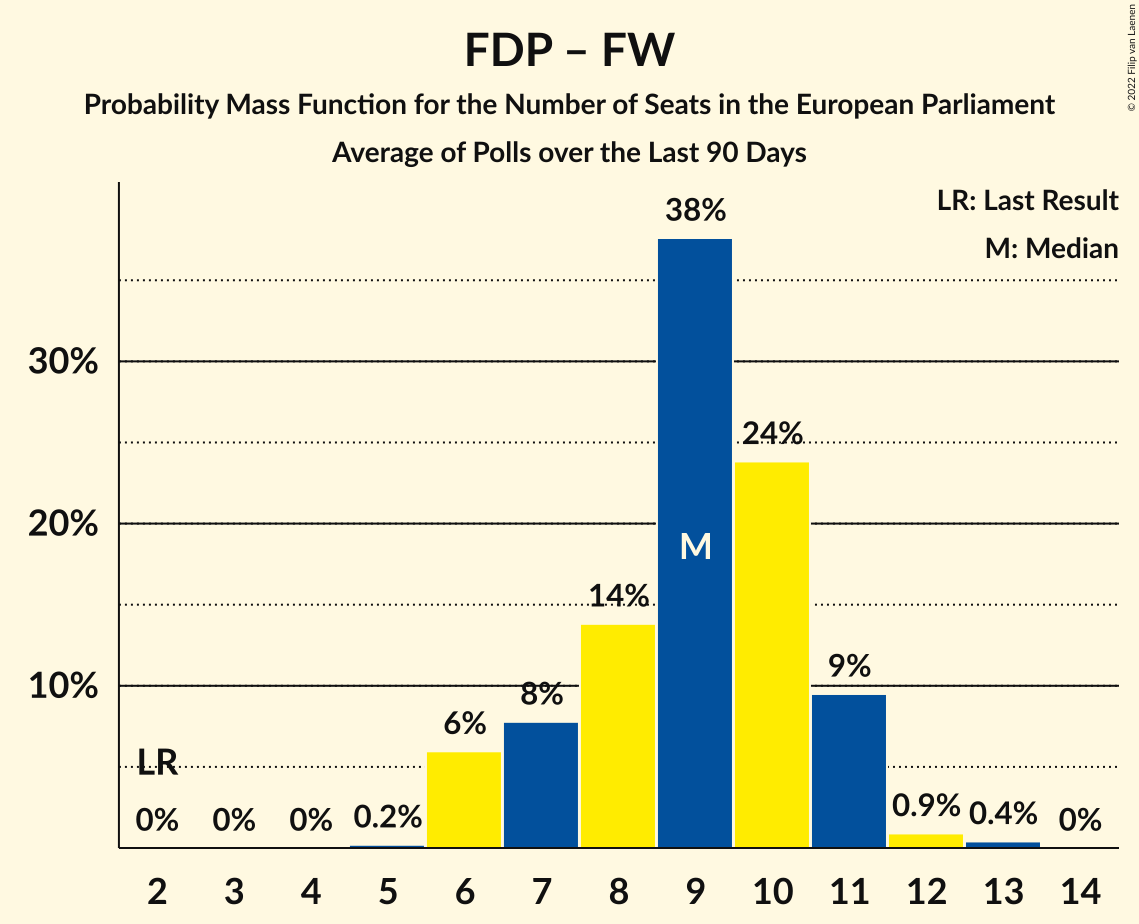 FDP – FW
Probability Mass Function for the Number of Seats in the European Parliament
Average of Polls over the Last 90 Days
© 2022 Filip van Laenen
LR: Last Result
M: Median
38%
30%
24%
20%
M
14%
9%
10%
8%
6%
LR
0%
0%
0%
0.2%
0.9%
0.4%
0%
2 3 4 5 6 7 8 9 10 11 12 13 14